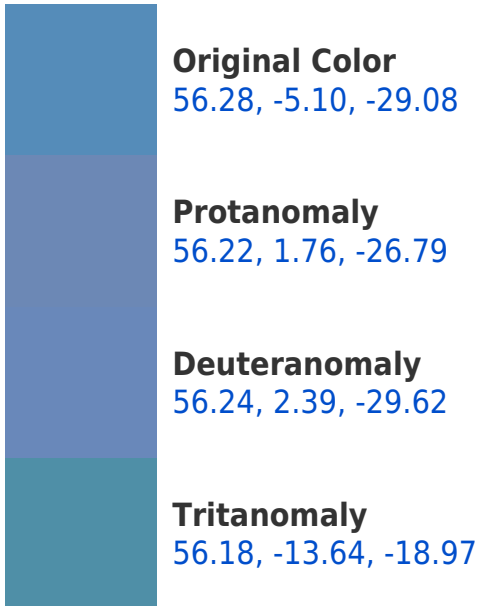 Original Color
56.28, -5.10, -29.08
Protanomaly
56.22, 1.76, -26.79
Deuteranomaly
56.24, 2.39, -29.62
Tritanomaly
56.18, -13.64, -18.97